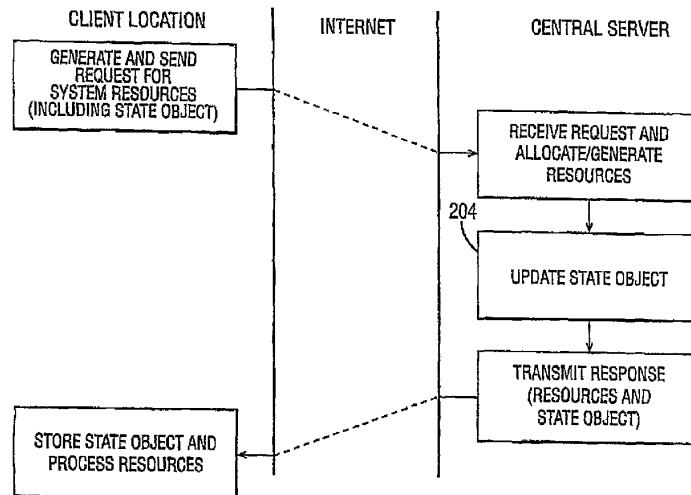 CLIENT LOCATION
INTERNET
CENTRAL SERVER
GENERATE AND SEND
REQUEST FOR
SYSTEM RESOURCES
(INCLUDING STATE OBJECT)
RECEIVE REQUEST AND
ALLOCATE/GENERATE
RESOURCES
204
UPDATE STATE OBJECT
TRANSMIT RESPONSE
(RESOURCES AND
STATE OBJECT)
STORE STATE OBJECT AND
PROCESS RESOURCES